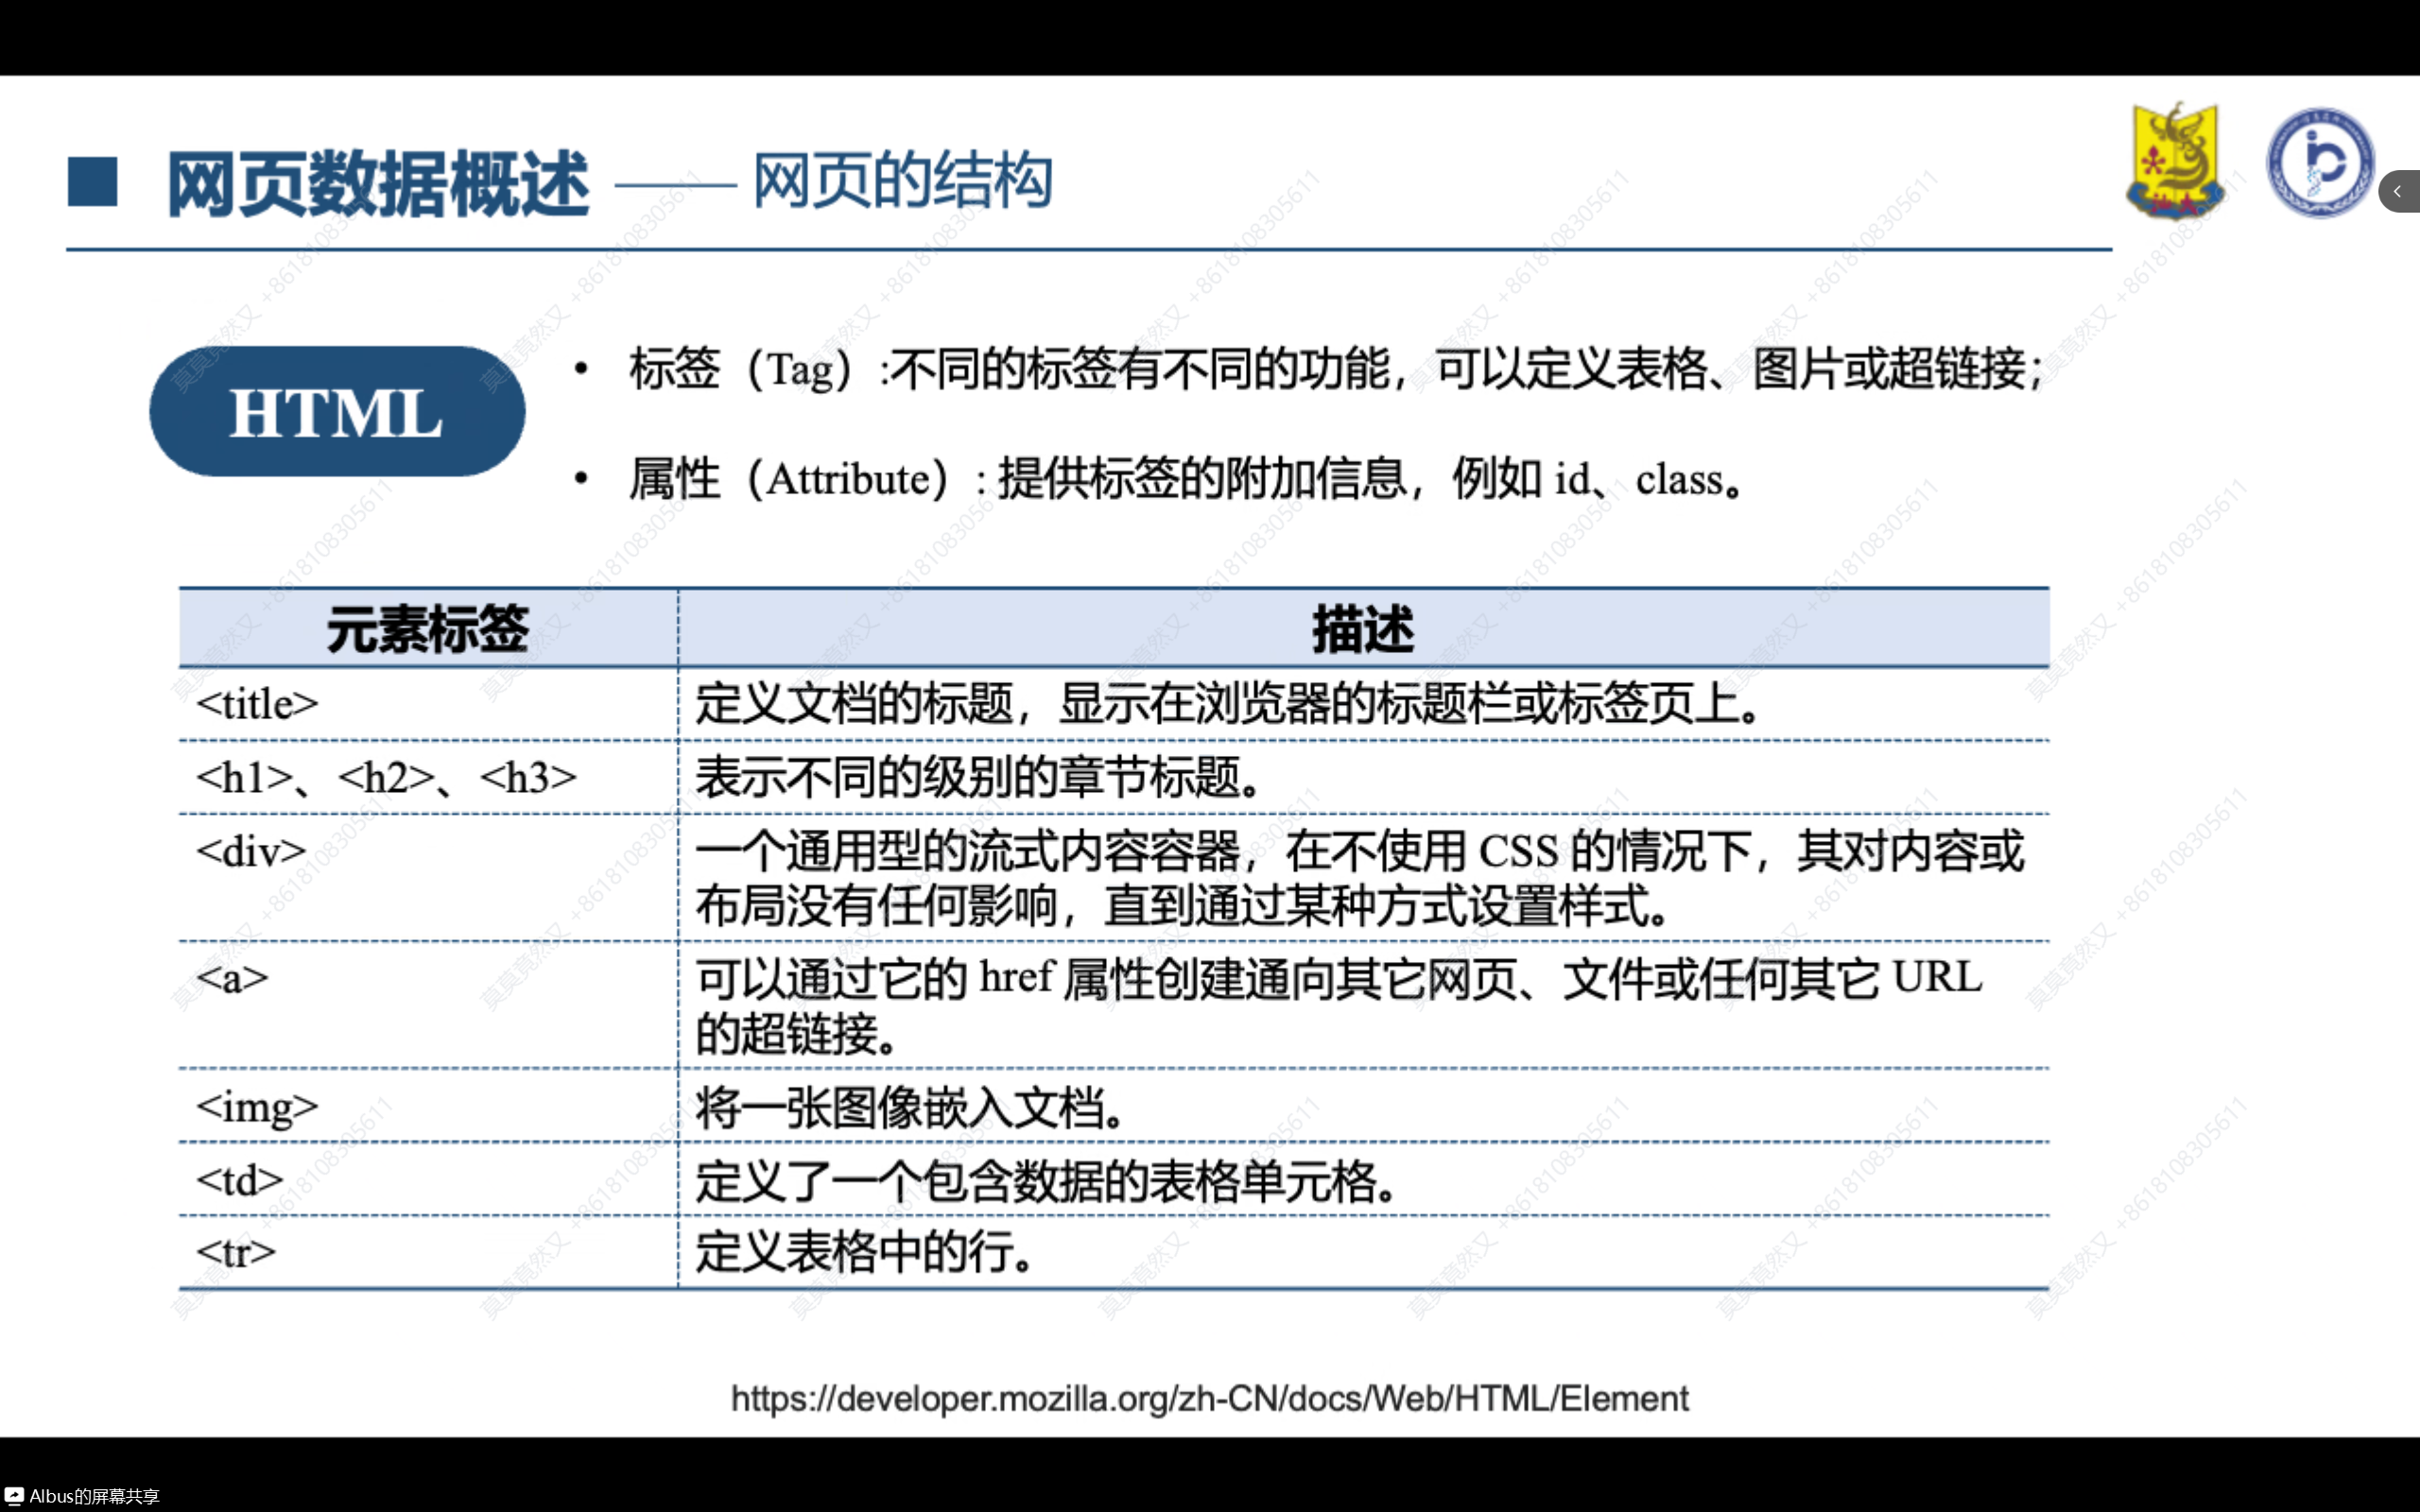 网页数据概述 —— 网页的结构
HTML
• 标签（Tag）:不同的标签有不同的功能，可以定义表格、图片或超链接；
• 属性（Attribute）: 提供标签的附加信息，例如 id、class。
元素标签 描述
<title> 定义文档的标题，显示在浏览器的标题栏或标签页上。
<h1>、<h2>、<h3> 表示不同的级别的章节标题。
<div> 一个通用型的流式内容容器，在不使用 CSS 的情况下，其对内容或
布局没有任何影响，直到通过某种方式设置样式。
<a> 可以通过它的 href 属性创建通向其它网页、文件或任何其它 URL
的超链接。
<img> 将一张图像嵌入文档。
<td> 定义了一个包含数据的表格单元格。
<tr> 定义表格中的行。
https://developer.mozilla.org/zh-CN/docs/Web/HTML/Element
Albus的屏幕共享